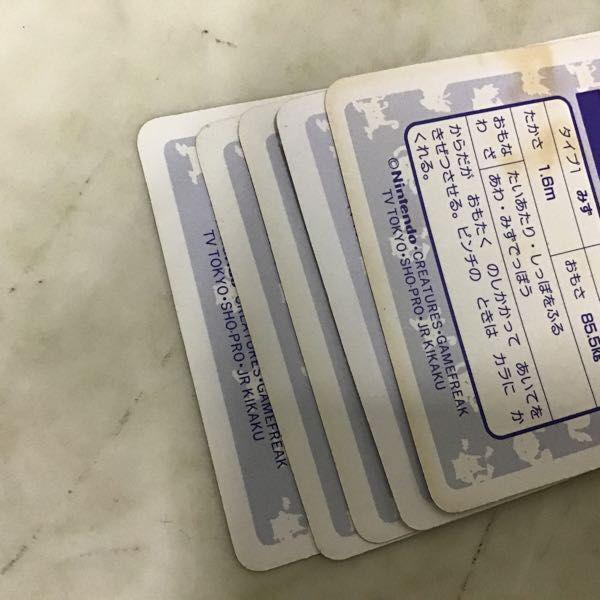 タイプ1 みず
たかさ 1.6m おもさ 85.5kg
おもな わざ たいあたり・しっぽをふる
あわ・みずでっぽう
からだが おもたく のしかかって あいてを
きぜつさせる。ピンチの ときは カラに か
くれる。
©Nintendo・CREATURES・GAMEFREAK
TV TOKYO・SHO-PRO・JR KIKAKU
CREATURES・GAMEFREAK
TV TOKYO・SHO-PRO・JR KIKAKU